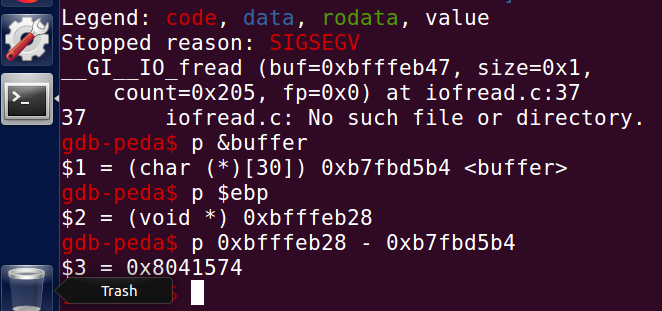 Legend: code, data, rodata, value
Stopped reason: SIGSEGV
__GI__IO_fread (buf=0xbfffeb47, size=0x1,
    count=0x205, fp=0x0) at iofread.c:37
37      iofread.c: No such file or directory.
gdb-peda$ p &buffer
$1 = (char (*)[30]) 0xb7fbd5b4 <buffer>
gdb-peda$ p $ebp
$2 = (void *) 0xbfffeb28
gdb-peda$ p 0xbfffeb28 - 0xb7fbd5b4
$3 = 0x8041574
Trash $